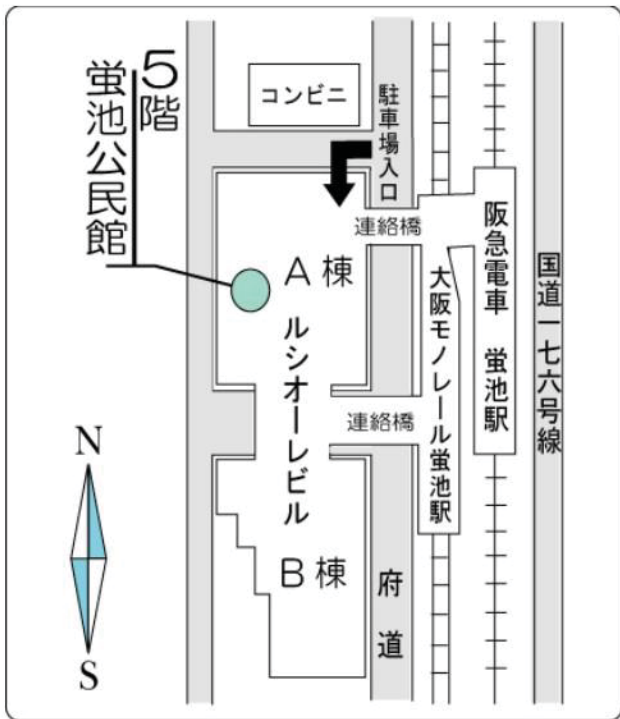 5階
蛍池公民館
コンビニ
駐車場入口
連絡橋
阪急電車 蛍池駅
国道一七六号線
A棟
大阪モノレール蛍池駅
ルシオーレビル
連絡橋
B棟
府道
N
S